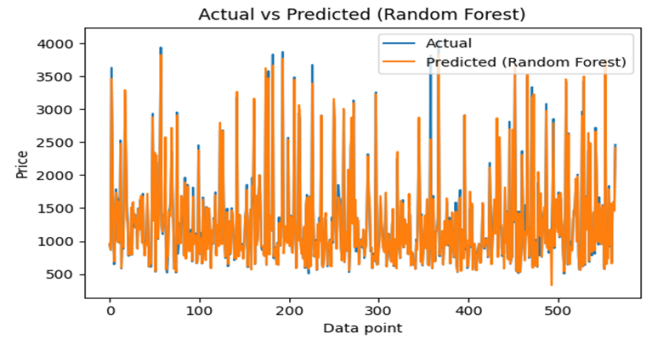 Actual vs Predicted (Random Forest)
Actual
Predicted (Random Forest)
4000
3500
3000
2500
2000
1500
1000
500
Price
0 100 200 300 400 500
Data point